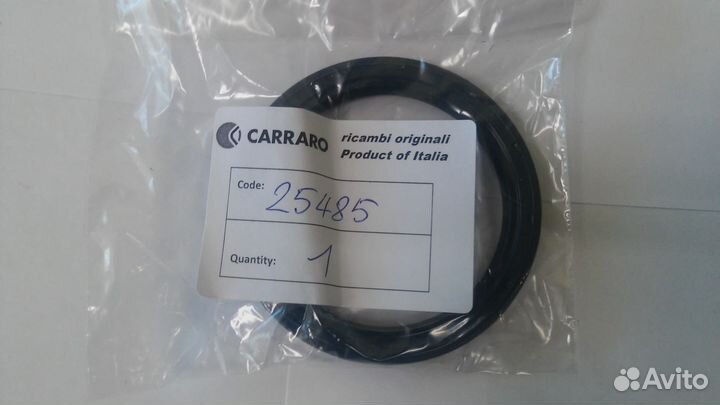 CARRARO
ricambi originali
Product of Italia
Code: 25485
Quantity: 1
Avito